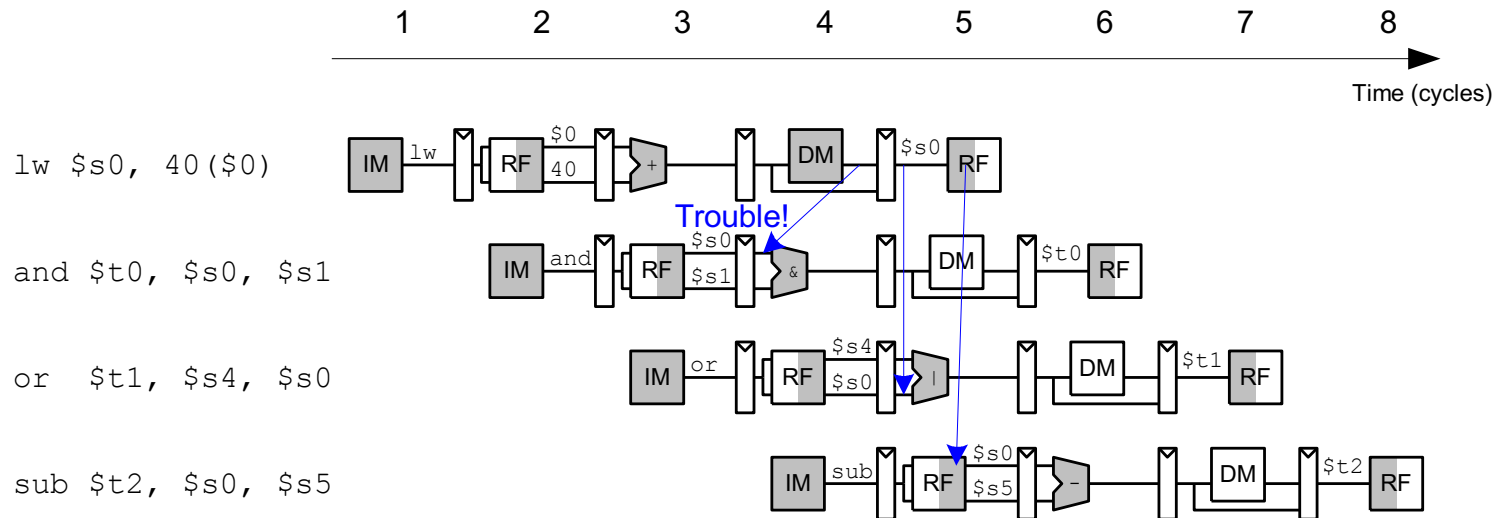 1 2 3 4 5 6 7 8
Time (cycles)
lw $s0, 40($0)
IM lw RF $0 40 + DM $s0 RF
Trouble!
and $t0, $s0, $s1
IM and RF $s0 $s1 & DM $t0 RF
or $t1, $s4, $s0
IM or RF $s4 $s0 | DM $t1 RF
sub $t2, $s0, $s5
IM sub RF $s0 $s5 - DM $t2 RF